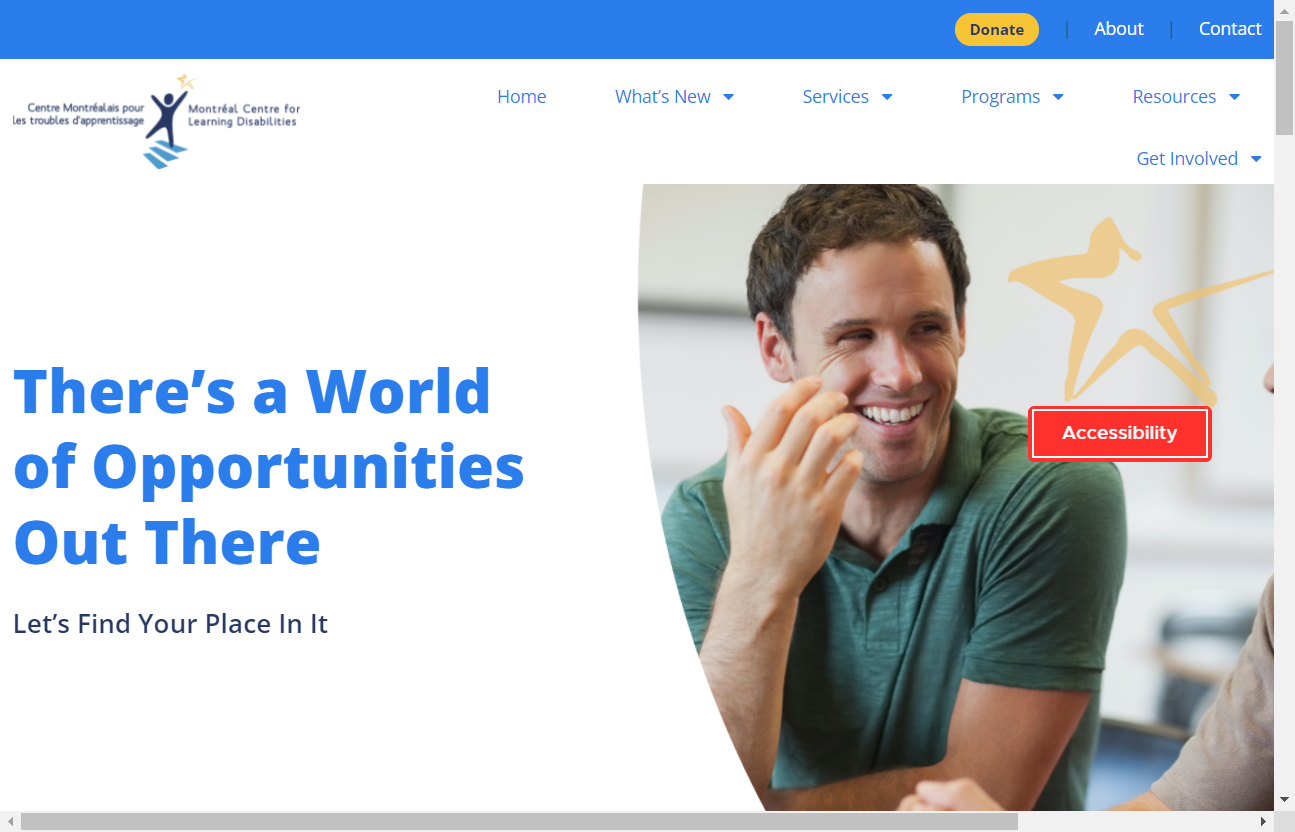 Donate | About | Contact
Centre Montréalais pour
les troubles d'apprentissage
Montréal Centre for
Learning Disabilities
Home What's New Services Programs Resources
Get Involved
There's a World
of Opportunities
Out There
Let's Find Your Place In It
Accessibility